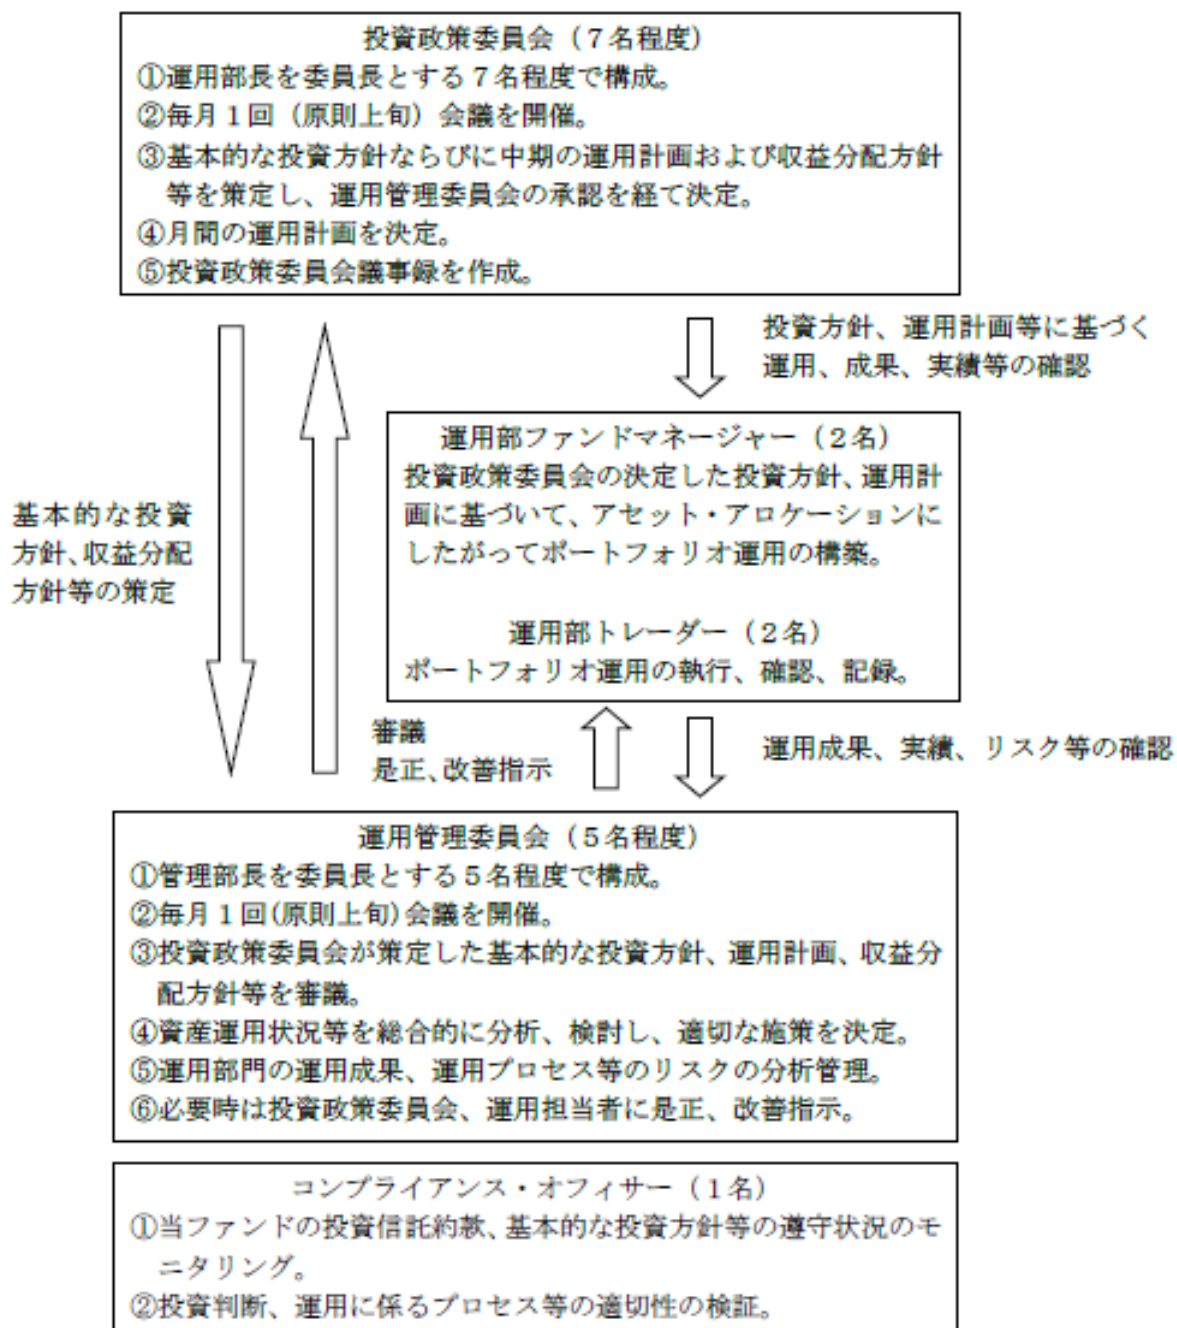 投資政策委員会（７名程度）
①運用部長を委員長とする７名程度で構成。
②毎月１回（原則上旬）会議を開催。
③基本的な投資方針ならびに中期の運用計画および収益分配方針
等を策定し、運用管理委員会の承認を経て決定。
④月間の運用計画を決定。
⑤投資政策委員会議事録を作成。
投資方針、運用計画等に基づく
運用、成果、実績等の確認
運用部ファンドマネージャー（２名）
投資政策委員会の決定した投資方針、運用計
画に基づいて、アセット・アロケーションに
したがってポートフォリオ運用の構築。
運用部トレーダー（２名）
ポートフォリオ運用の執行、確認、記録。
基本的な投資
方針、収益分配
方針等の策定
審議
是正、改善指示
運用成果、実績、リスク等の確認
運用管理委員会（５名程度）
①管理部長を委員長とする５名程度で構成。
②毎月１回(原則上旬)会議を開催。
③投資政策委員会が策定した基本的な投資方針、運用計画、収益分
配方針等を審議。
④資産運用状況等を総合的に分析、検討し、適切な施策を決定。
⑤運用部門の運用成果、運用プロセス等のリスクの分析管理。
⑥必要時は投資政策委員会、運用担当者に是正、改善指示。
コンプライアンス・オフィサー（１名）
①当ファンドの投資信託約款、基本的な投資方針等の遵守状況のモ
ニタリング。
②投資判断、運用に係るプロセス等の適切性の検証。